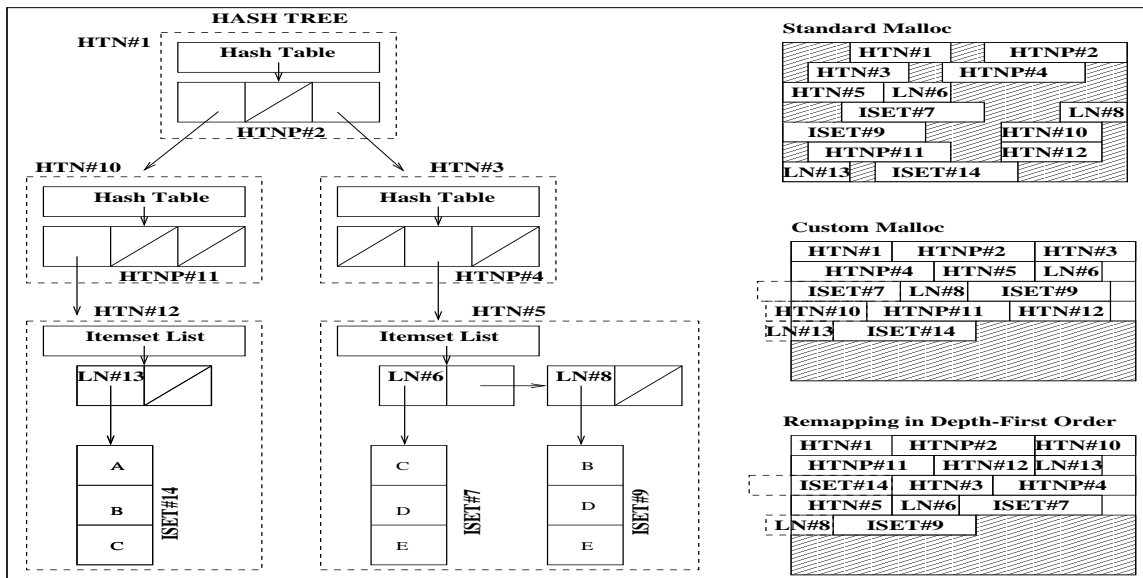 HASH TREE
HTN#1
Hash Table
HTNP#2
HTN#10
Hash Table
HTNP#11
HTN#3
Hash Table
HTNP#4
HTN#12
Itemset List
LN#13
A
B
C
ISET#14
HTN#5
Itemset List
LN#6
LN#8
C
D
E
ISET#7
B
D
E
ISET#9
Standard Malloc
HTN#1 HTNP#2
HTN#3 HTNP#4
HTN#5 LN#6
ISET#7 LN#8
ISET#9 HTN#10
HTNP#11 HTN#12
LN#13 ISET#14
Custom Malloc
HTN#1 HTNP#2 HTN#3
HTNP#4 HTN#5 LN#6
ISET#7 LN#8 ISET#9
HTN#10 HTNP#11 HTN#12
LN#13 ISET#14
Remapping in Depth-First Order
HTN#1 HTNP#2 HTN#10
HTNP#11 HTN#12 LN#13
ISET#14 HTN#3 HTNP#4
HTN#5 LN#6 ISET#7
LN#8 ISET#9